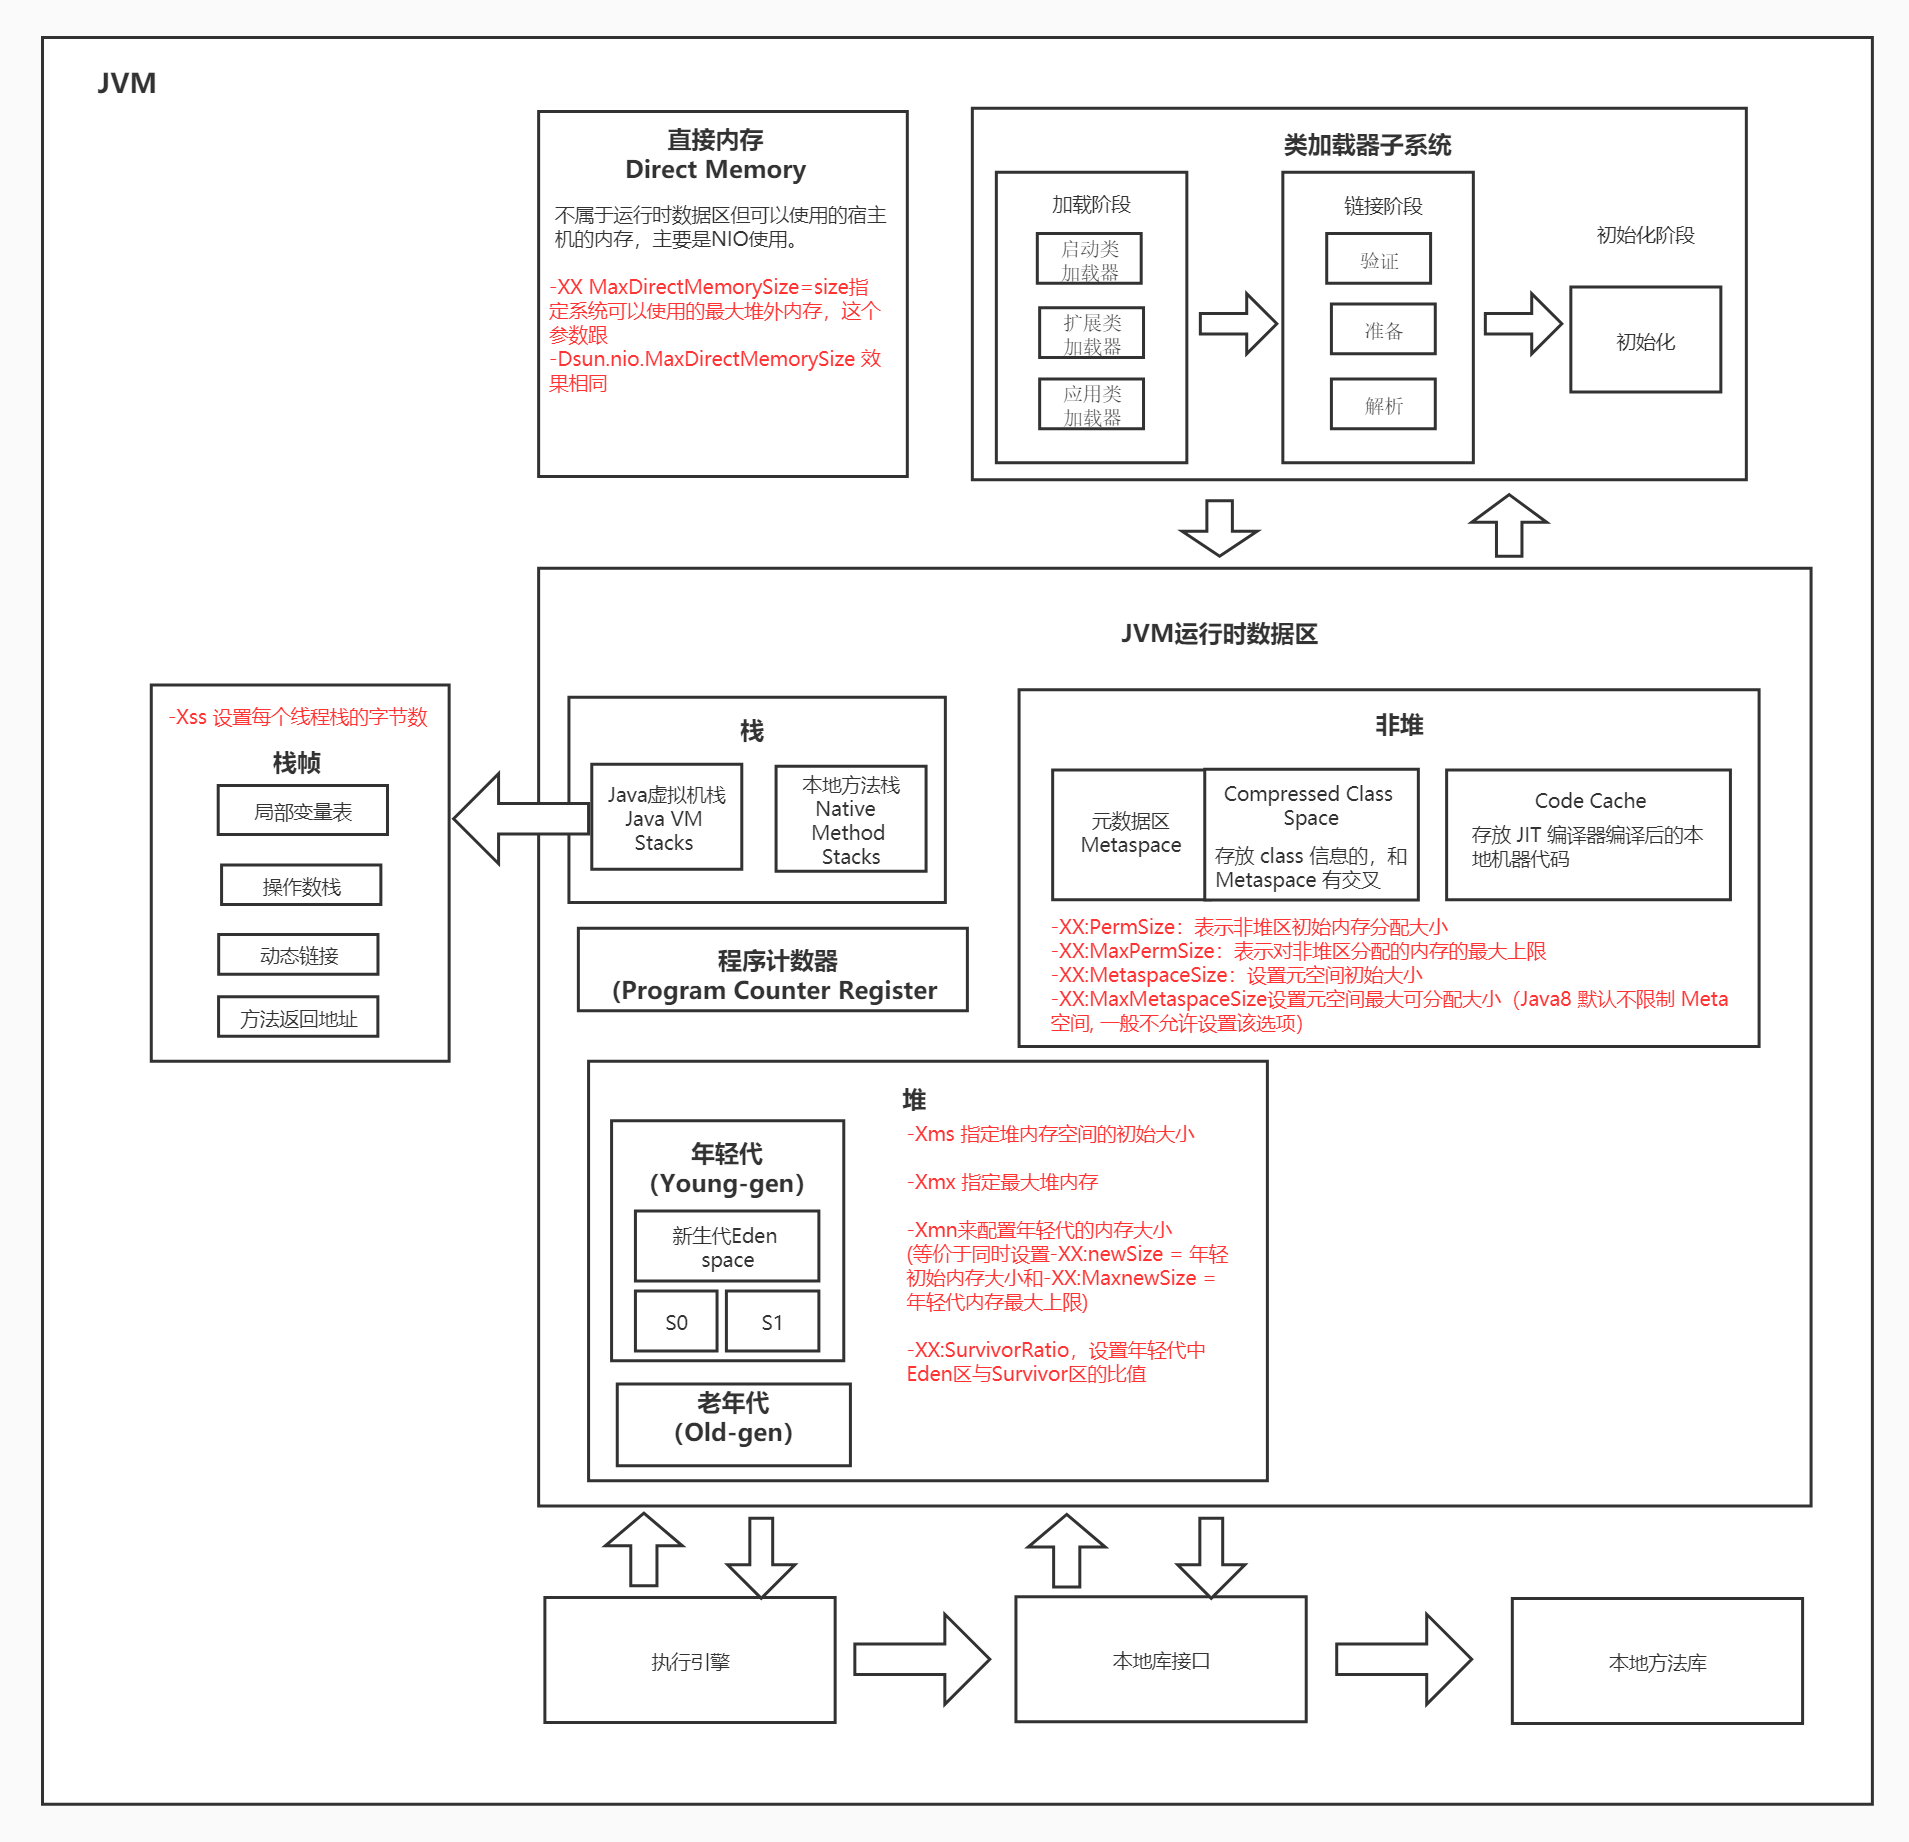 JVM
直接内存
Direct Memory
不属于运行时数据区但可以使用的宿主
机的内存，主要是NIO使用。
-XX MaxDirectMemorySize=size指
定系统可以使用的最大堆外内存，这个
参数跟
-Dsun.nio.MaxDirectMemorySize 效
果相同
类加载器子系统
加载阶段
启动类
加载器
扩展类
加载器
应用类
加载器
链接阶段
验证
准备
解析
初始化阶段
初始化
JVM运行时数据区
-Xss 设置每个线程栈的字节数
栈帧
局部变量表
操作数栈
动态链接
方法返回地址
栈
Java虚拟机栈
Java VM
Stacks
本地方法栈
Native
Method
Stacks
程序计数器
(Program Counter Register
非堆
元数据区
Metaspace
Compressed Class
Space
存放 class 信息的，和
Metaspace 有交叉
Code Cache
存放 JIT 编译器编译后的本
地机器代码
-XX:PermSize：表示非堆区初始内存分配大小
-XX:MaxPermSize：表示对非堆区分配的内存的最大上限
-XX:MetaspaceSize：设置元空间初始大小
-XX:MaxMetaspaceSize设置元空间最大可分配大小（Java8 默认不限制 Meta
空间, 一般不允许设置该选项）
堆
年轻代
（Young-gen）
新生代Eden
space
S0
S1
老年代
（Old-gen）
-Xms 指定堆内存空间的初始大小
-Xmx 指定最大堆内存
-Xmn来配置年轻代的内存大小
(等价于同时设置-XX:newSize = 年轻
初始内存大小和-XX:MaxnewSize =
年轻代内存最大上限)
-XX:SurvivorRatio，设置年轻代中
Eden区与Survivor区的比值
执行引擎
本地库接口
本地方法库